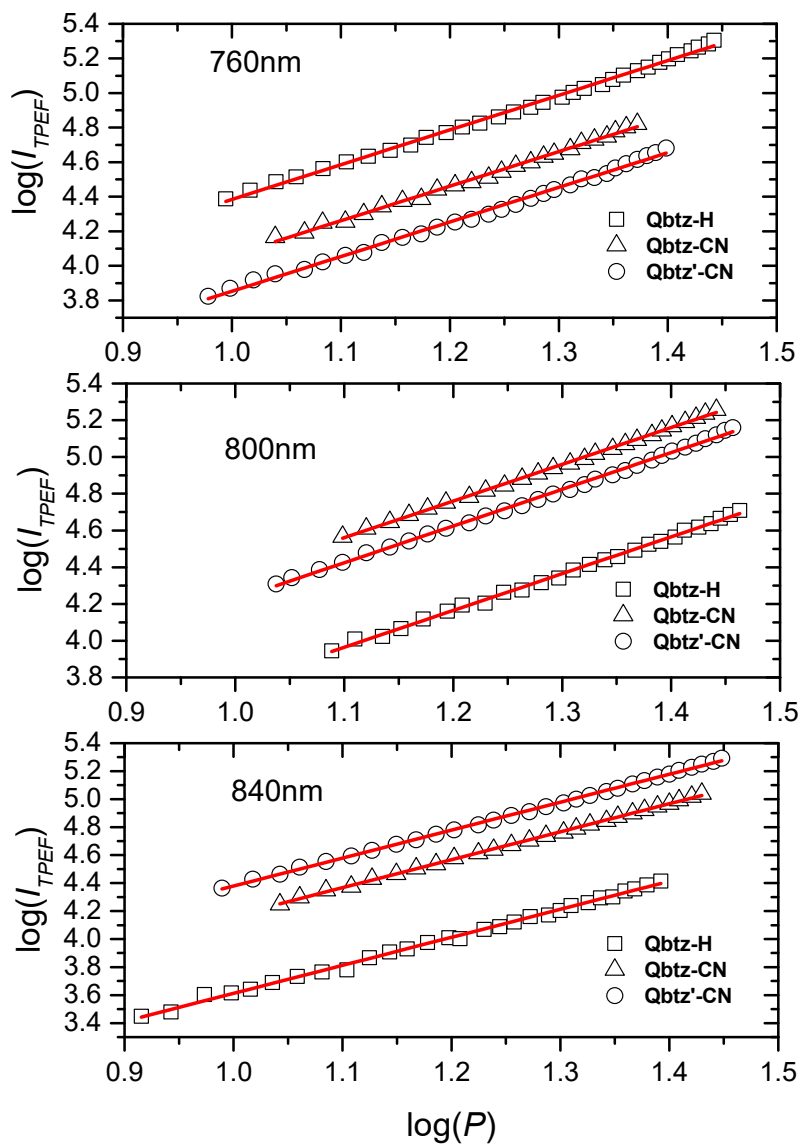 760nm
log(I_TPEF)
5.4
5.2
4.8
4.4
5.0
4.6
4.2
4.0
3.8
Qbtz-H
Qbtz-CN
Qbtz'-CN
0.9 1.0 1.1 1.2 1.3 1.4 1.5
800nm
log(I_TPEF)
5.4
5.2
5.0
4.8
4.6
4.4
4.2
4.0
3.8
Qbtz-H
Qbtz-CN
Qbtz'-CN
0.9 1.0 1.1 1.2 1.3 1.4 1.5
840nm
log(I_TPEF)
5.4
5.2
5.0
4.8
4.6
4.4
4.2
4.0
3.8
3.6
3.4
Qbtz-H
Qbtz-CN
Qbtz'-CN
0.9 1.0 1.1 1.2 1.3 1.4 1.5
log(P)